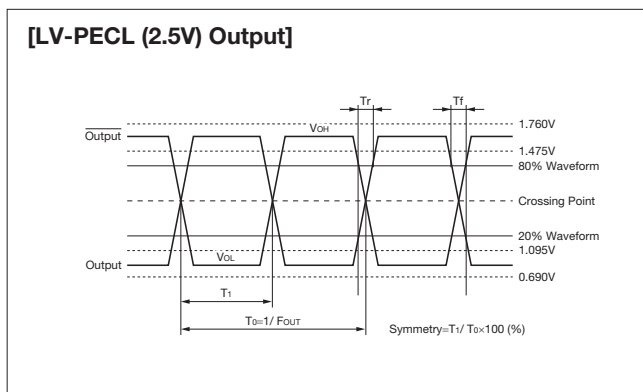 [LV-PECL (2.5V) Output]
Tr
Tf
Output
VOH
1.760V
1.475V
80% Waveform
Crossing Point
20% Waveform
1.095V
Output
VOL
0.690V
T1
T0=1/ FOUT
Symmetry=T1/ T0×100 (%)